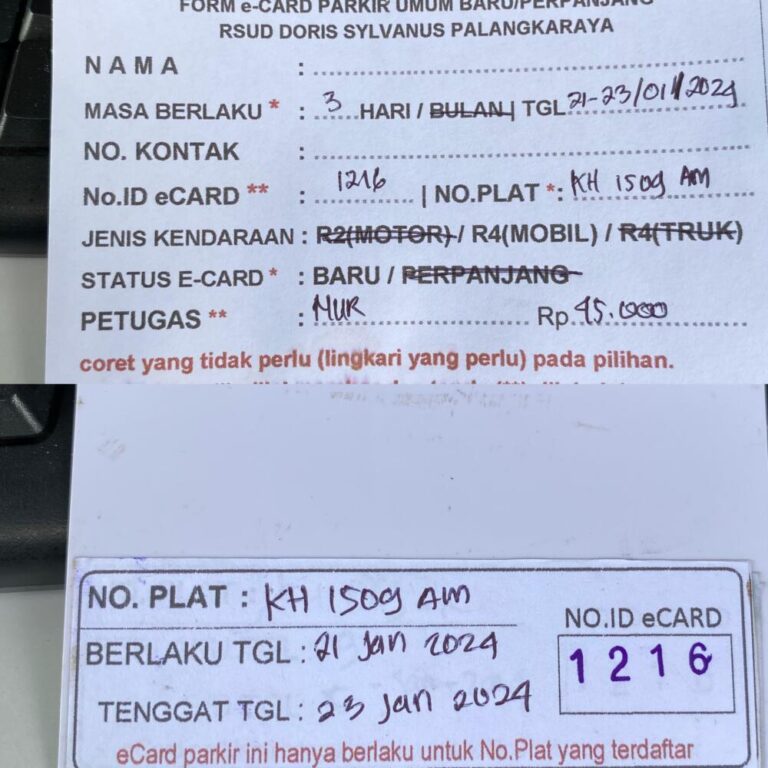 FORM e-CARD PARKIR UMUM BARU/PERPANJANG
RSUD DORIS SYLVANUS PALANGKARAYA
NAMA :
MASA BERLAKU * : 3 HARI / BULAN | TGL 21-23/01/2024
NO. KONTAK :
No.ID eCARD ** : 1216 | NO.PLAT *: KH 1509 AM
JENIS KENDARAAN : R2(MOTOR) / R4(MOBIL) / R4(TRUK)
STATUS E-CARD * : BARU / PERPANJANG
PETUGAS ** : MUR Rp 45.000
coret yang tidak perlu (lingkari yang perlu) pada pilihan.
NO. PLAT : KH 1509 AM
NO.ID eCARD
BERLAKU TGL : 21 Jan 2024
1216
TENGGAT TGL : 23 Jan 2024
eCard parkir ini hanya berlaku untuk No.Plat yang terdaftar